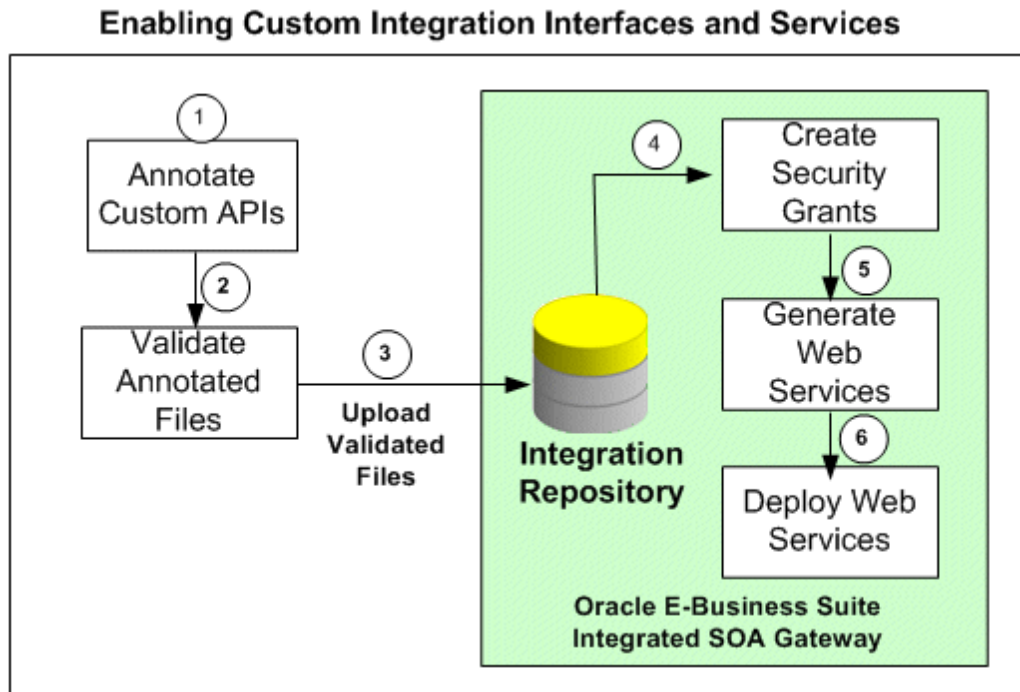 Enabling Custom Integration Interfaces and Services
1
Annotate
Custom APIs
2
Validate
Annotated
Files
3
Upload
Validated
Files
Integration
Repository
4
Create
Security
Grants
5
Generate
Web
Services
6
Deploy Web
Services
Oracle E-Business Suite
Integrated SOA Gateway